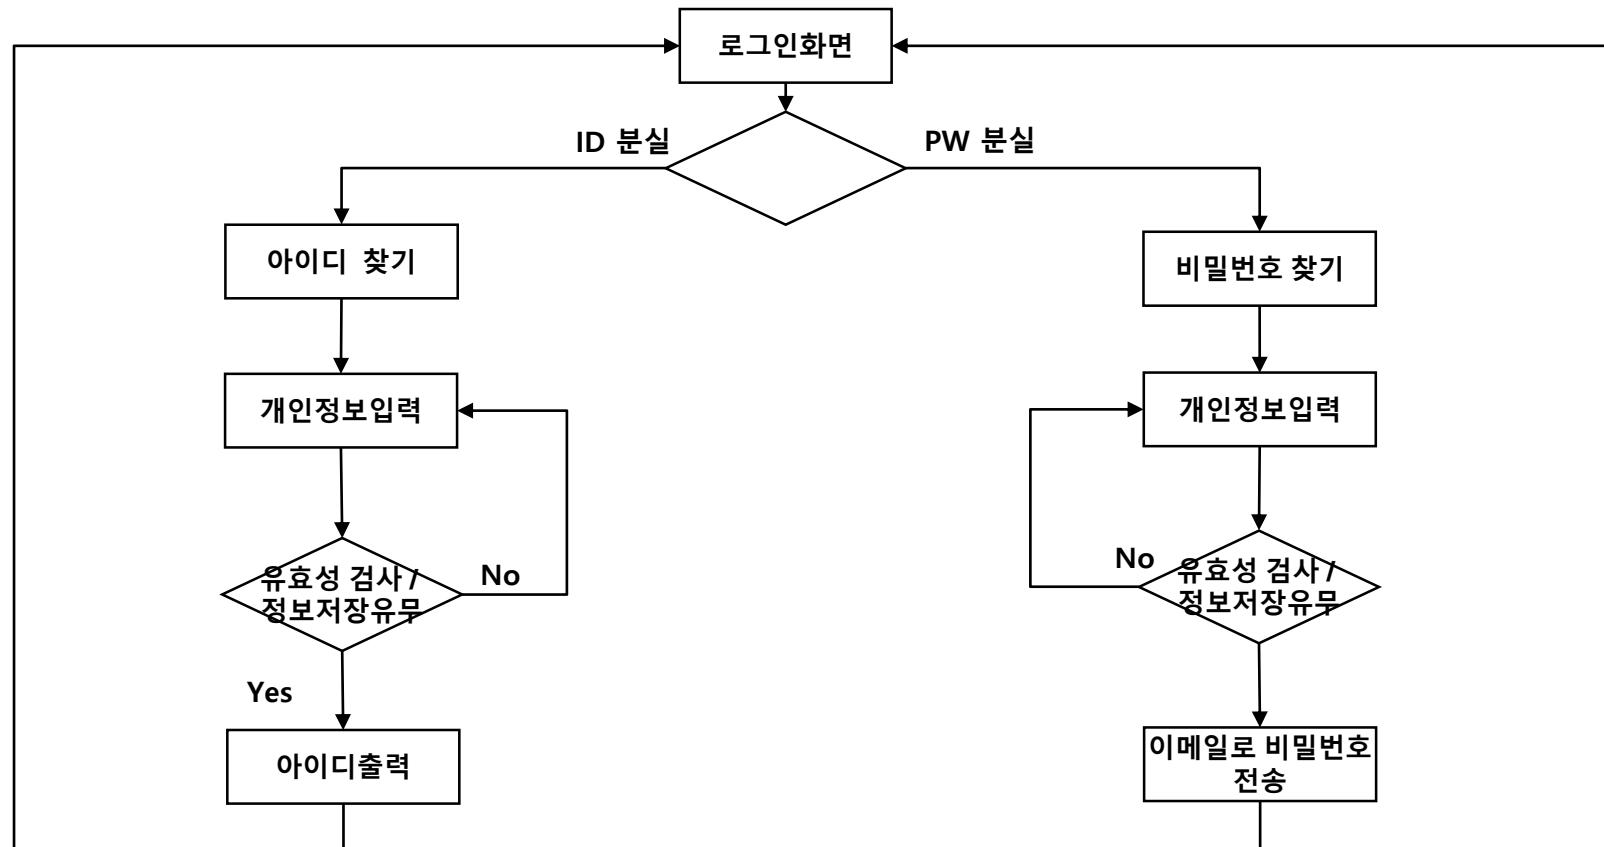 로그인화면
ID 분실
PW 분실
아이디 찾기
비밀번호 찾기
개인정보입력
개인정보입력
유효성 검사 /
정보저장유무
No
No
유효성 검사 /
정보저장유무
Yes
아이디출력
이메일로 비밀번호
전송